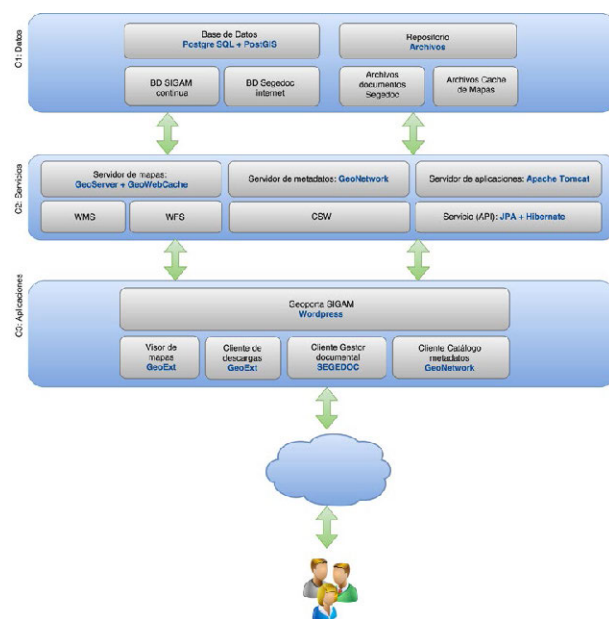 C1: Datos
Base de Datos
Postgre SQL + PostGIS
Repositorio
Archivos
BD SIGAM
continua
BD Segedoc
internet
Archivos
documentos
Segedoc
Archivos Cache
de Mapas
C2: Servicios
Servidor de mapas:
GeoServer + GeoWebCache
Servidor de metadatos: GeoNetwork
Servidor de aplicaciones: Apache Tomcat
WMS
WFS
CSW
Servicio (API): JPA + Hibernate
C3: Aplicaciones
Geoportal SIGAM
Wordpress
Visor de
mapas
GeoExt
Cliente de
descargas
GeoExt
Cliente Gestor
documental
SEGEDOC
Cliente Catálogo
metadatos
GeoNetwork